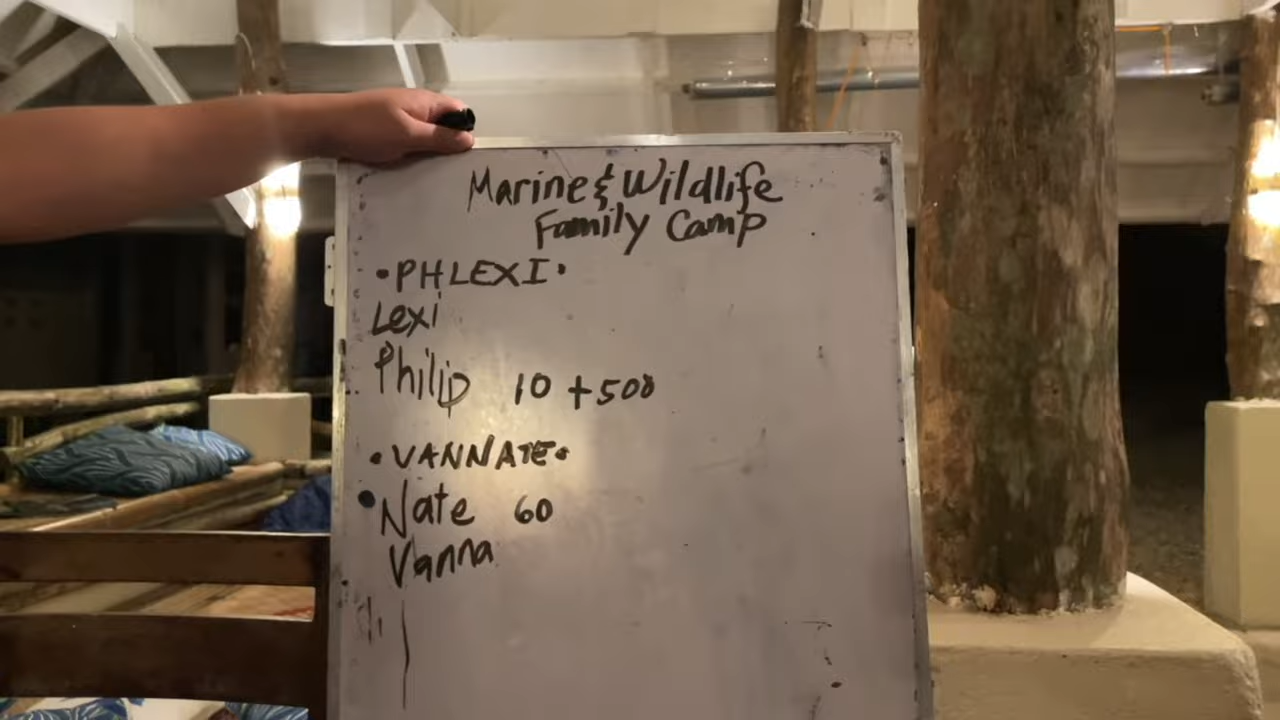 Marine & Wildlife
Family Camp
• PHLEXI •
Lexi
Philip 10 +500
• VANNATE •
• Nate 60
Vanna